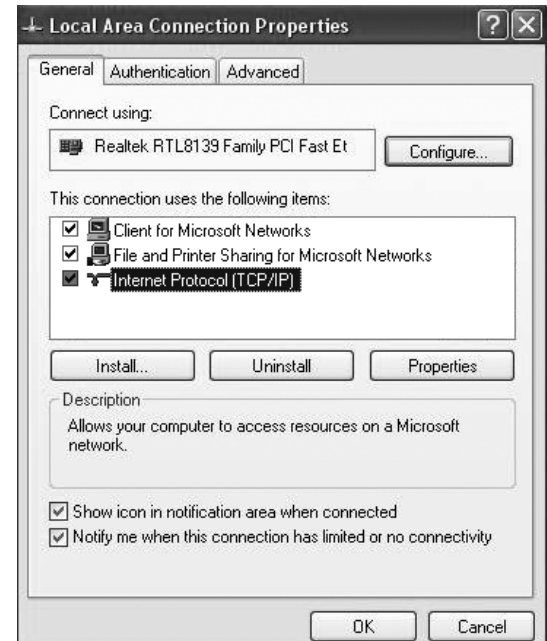 Local Area Connection Properties
General Authentication Advanced
Connect using:
Realtek RTL8139 Family PCI Fast Et Configure...
This connection uses the following items:
Client for Microsoft Networks
File and Printer Sharing for Microsoft Networks
Internet Protocol (TCP/IP)
Install... Uninstall Properties
Description
Allows your computer to access resources on a Microsoft
network.
Show icon in notification area when connected
Notify me when this connection has limited or no connectivity
OK Cancel